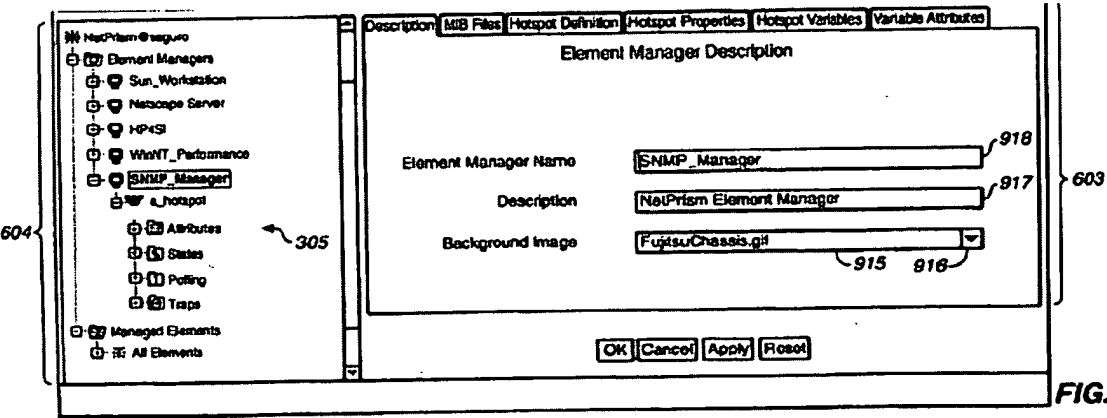 NetPrism@seguro
Element Managers
Sun_Workstation
Netscape Server
HP4SI
WinNT_Performance
SNMP_Manager
a_hotspot
Attributes
States
Polling
Traps
Managed Elements
All Elements
604
305
Description MIB Files Hotspot Definition Hotspot Properties Hotspot Variables Variable Attributes
Element Manager Description
Element Manager Name SNMP_Manager
918
Description NetPrism Element Manager
917
Background Image FujitsuChassis.gif
915 916
603
OK Cancel Apply Reset
FIG.